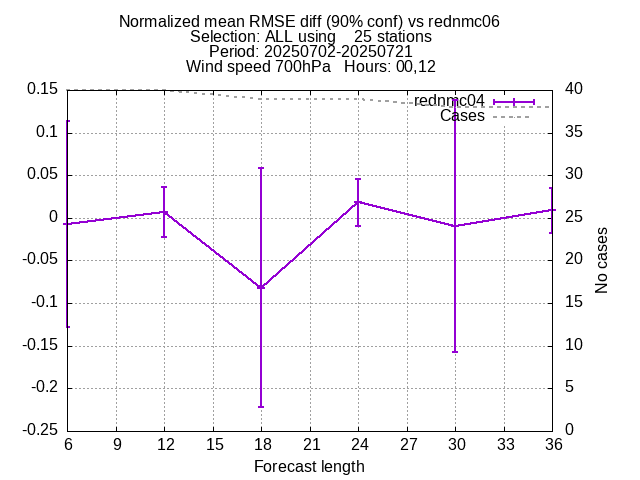 Normalized mean RMSE diff (90% conf) vs rednmc06
Selection: ALL using    25 stations
Period: 20250702-20250721
Wind speed 700hPa   Hours: 00,12
rednmc04
Cases
0.15
0.1
0.05
0
-0.05
-0.1
-0.15
-0.2
-0.25
40
35
30
25
20
15
10
5
0
No cases
6 9 12 15 18 21 24 27 30 33 36
Forecast length